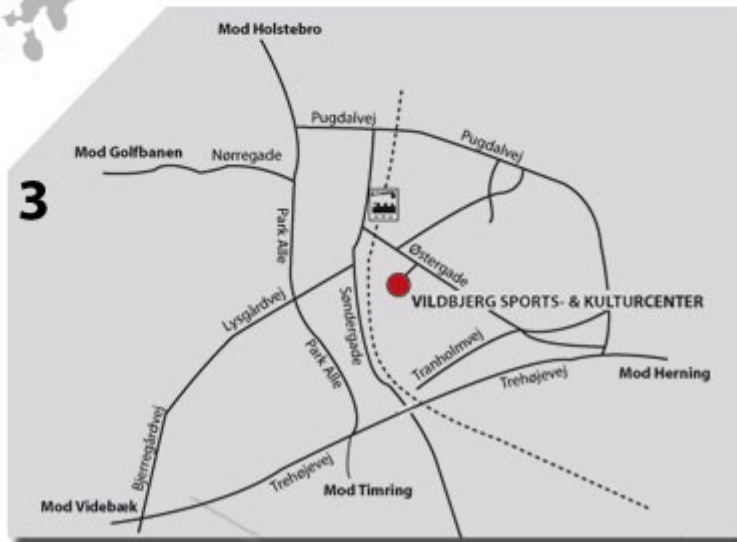 3
Mod Holstebro
Pugdalvej
Pugdalvej
Mod Golfbanen
Nørregade
Park Alle
Østergade
VILDBJERG SPORTS- & KULTURCENTER
Lysgårdvej
Søndergade
Park Alle
Tranholmvej
Trehøjevej
Mod Herning
Bjerregårdvej
Trehøjevej
Mod Timring
Mod Videbæk